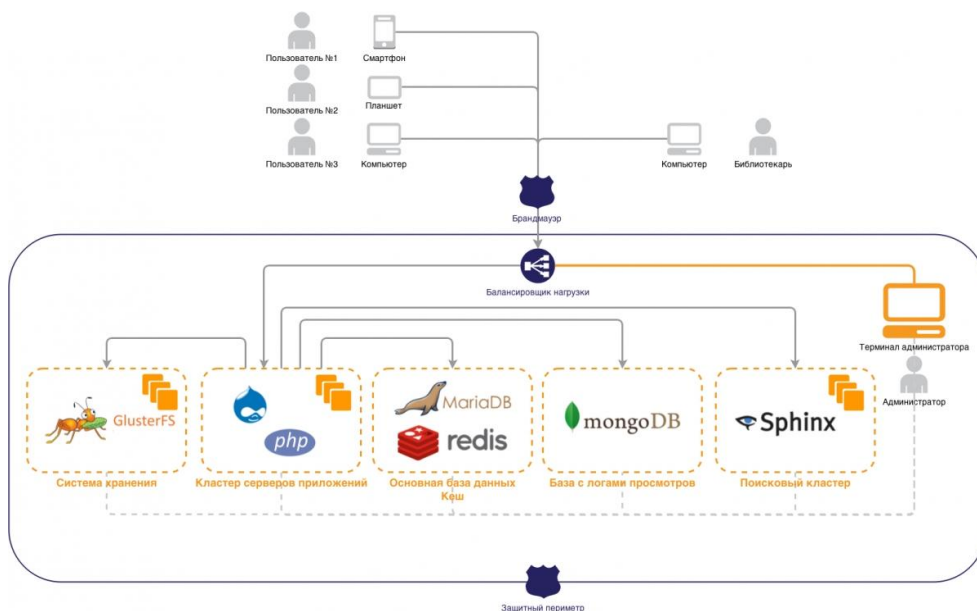 Пользователь №1
Смартфон
Пользователь №2
Планшет
Пользователь №3
Компьютер
Компьютер
Библиотекарь
Брандмауэр
Балансировщик нагрузки
Терминал администратора
Администратор
GlusterFS
php
MariaDB
redis
mongoDB
Sphinx
Система хранения
Кластер серверов приложений
Основная база данных
Кеш
База с логами просмотров
Поисковый кластер
Защитный периметр